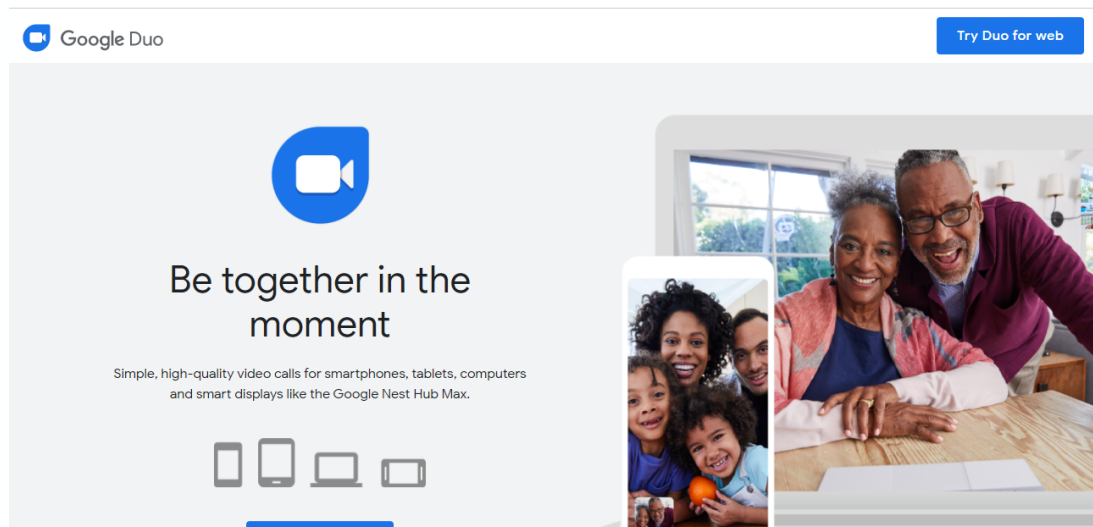 Google Duo
Try Duo for web
Be together in the
moment
Simple, high-quality video calls for smartphones, tablets, computers
and smart displays like the Google Nest Hub Max.